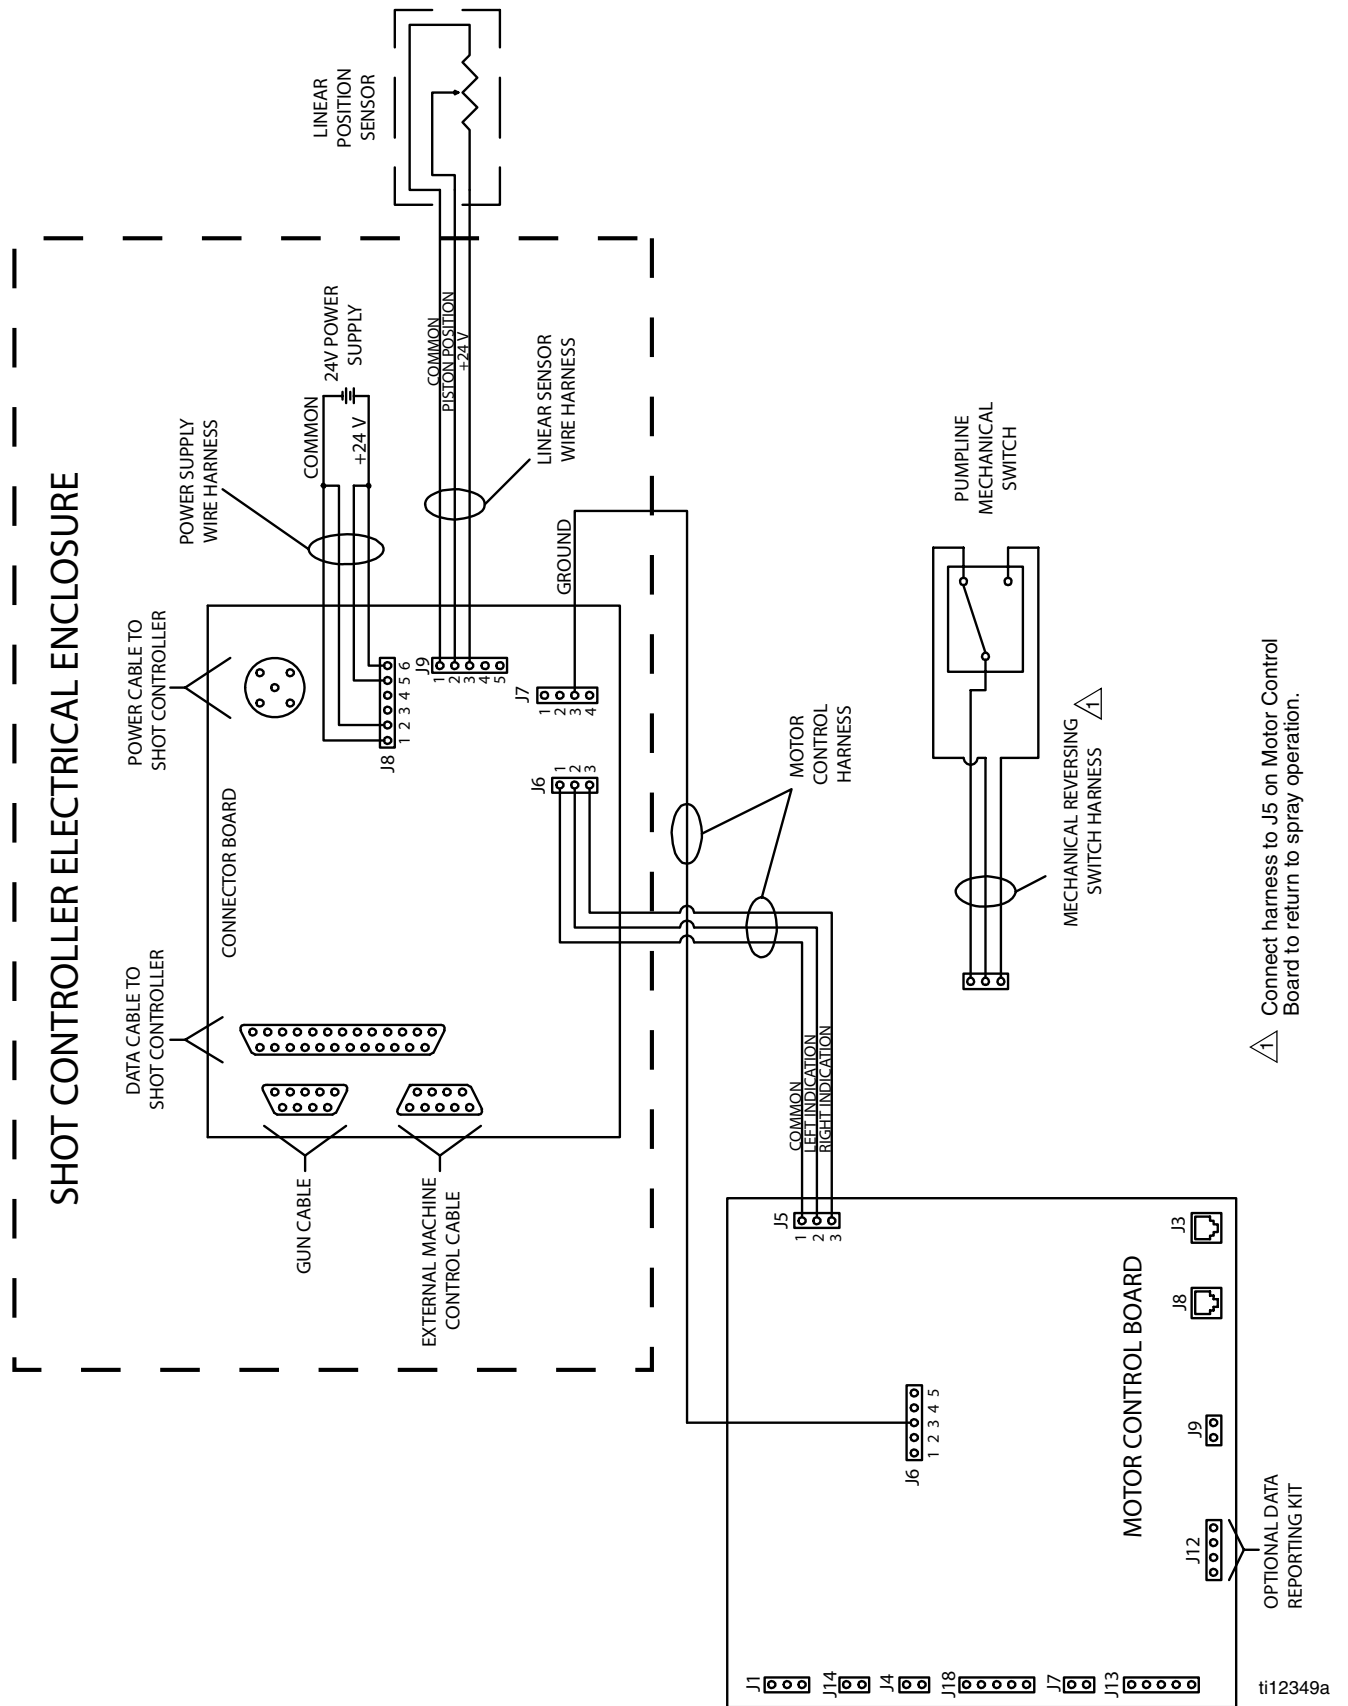 SHOT CONTROLLER ELECTRICAL ENCLOSURE
DATA CABLE TO
SHOT CONTROLLER
POWER CABLE TO
SHOT CONTROLLER
POWER SUPPLY
WIRE HARNESS
CONNECTOR BOARD
COMMON
24V POWER
SUPPLY
+24 V
LINEAR
POSITION
SENSOR
GUN CABLE
EXTERNAL MACHINE
CONTROL CABLE
J8
1 2 3 4 5 6
J9
1
2
3
4
5
COMMON
PISTON POSITION
+24 V
LINEAR SENSOR
WIRE HARNESS
J6
1
2
3
J7
1
2
3
4
GROUND
MOTOR
CONTROL
HARNESS
COMMON
LEFT INDICATION
RIGHT INDICATION
J5
1
2
3
J6
1 2 3 4 5
PUMPLINE
MECHANICAL
SWITCH
MECHANICAL REVERSING
SWITCH HARNESS
1
J1
J14
J4
J18
J7
J13
MOTOR CONTROL BOARD
J12
J9
J8
J3
OPTIONAL DATA
REPORTING KIT
1 Connect harness to J5 on Motor Control
Board to return to spray operation.
ti12349a